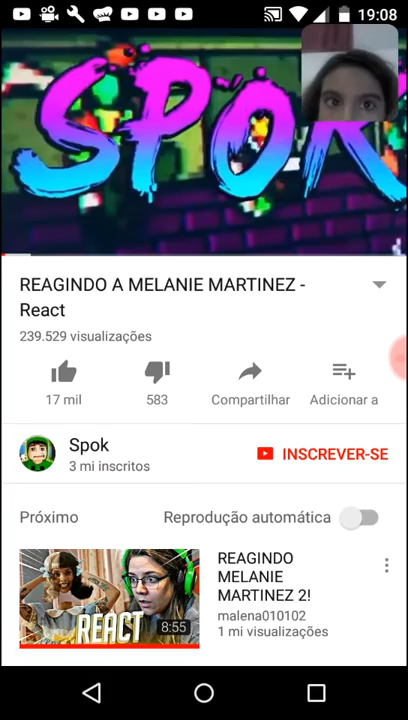 19:08
SPOK
REAGINDO A MELANIE MARTINEZ -
React
239.529 visualizações
17 mil
583
Compartilhar
Adicionar a
Spok
3 mi inscritos
INSCREVER-SE
Próximo
Reprodução automática
REACT
8:55
REAGINDO
MELANIE
MARTINEZ 2!
malena010102
1 mi visualizações